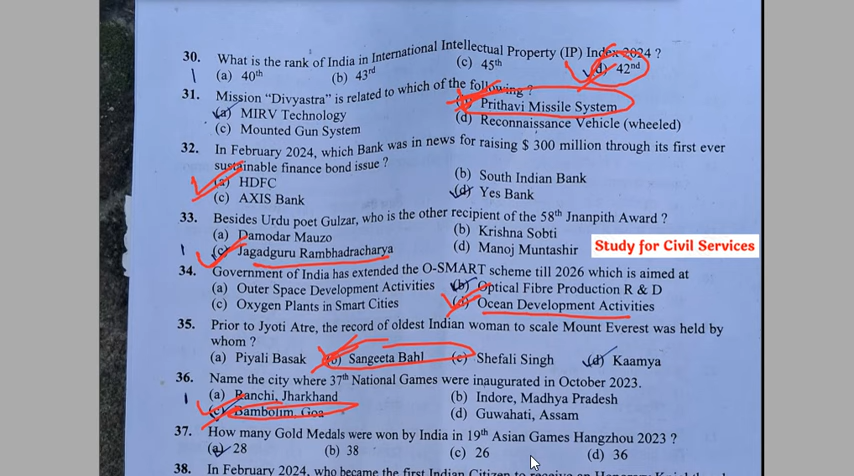 30. What is the rank of India in International Intellectual Property (IP) Index 2024 ?
(a) 40th (b) 43rd (c) 45th (d) 42nd
31. Mission "Divyastra" is related to which of the following ?
(a) MIRV Technology (b) Prithavi Missile System
(c) Mounted Gun System (d) Reconnaissance Vehicle (wheeled)
32. In February 2024, which Bank was in news for raising $ 300 million through its first ever
sustainable finance bond issue ?
(a) HDFC (b) South Indian Bank
(c) AXIS Bank (d) Yes Bank
33. Besides Urdu poet Gulzar, who is the other recipient of the 58th Jnanpith Award ?
(a) Damodar Mauzo (b) Krishna Sobti
(c) Jagadguru Rambhadracharya (d) Manoj Muntashir
Study for Civil Services
34. Government of India has extended the O-SMART scheme till 2026 which is aimed at
(a) Outer Space Development Activities (b) Optical Fibre Production R & D
(c) Oxygen Plants in Smart Cities (d) Ocean Development Activities
35. Prior to Jyoti Atre, the record of oldest Indian woman to scale Mount Everest was held by
whom ?
(a) Piyali Basak (b) Sangeeta Bahl (c) Shefali Singh (d) Kaamya
36. Name the city where 37th National Games were inaugurated in October 2023.
(a) Ranchi, Jharkhand (b) Indore, Madhya Pradesh
(c) Bambolim, Goa (d) Guwahati, Assam
37. How many Gold Medals were won by India in 19th Asian Games Hangzhou 2023 ?
(a) 28 (b) 38 (c) 26 (d) 36
38. In February 2024, who became the first Indian Citizen to receive an Honorary